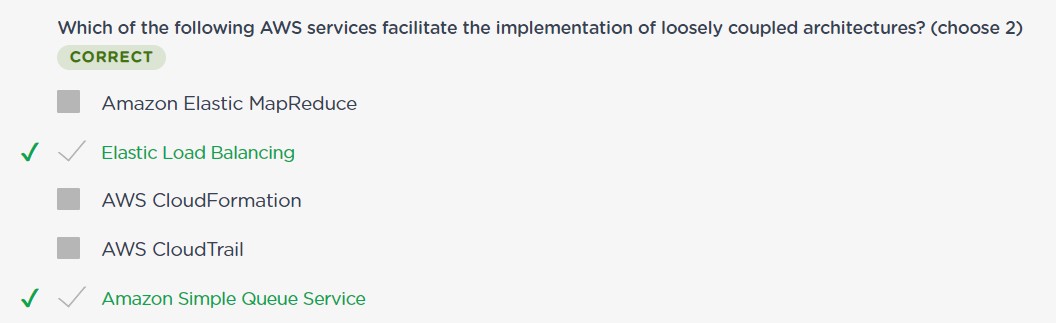 Which of the following AWS services facilitate the implementation of loosely coupled architectures? (choose 2)
CORRECT
Amazon Elastic MapReduce
Elastic Load Balancing
AWS CloudFormation
AWS CloudTrail
Amazon Simple Queue Service